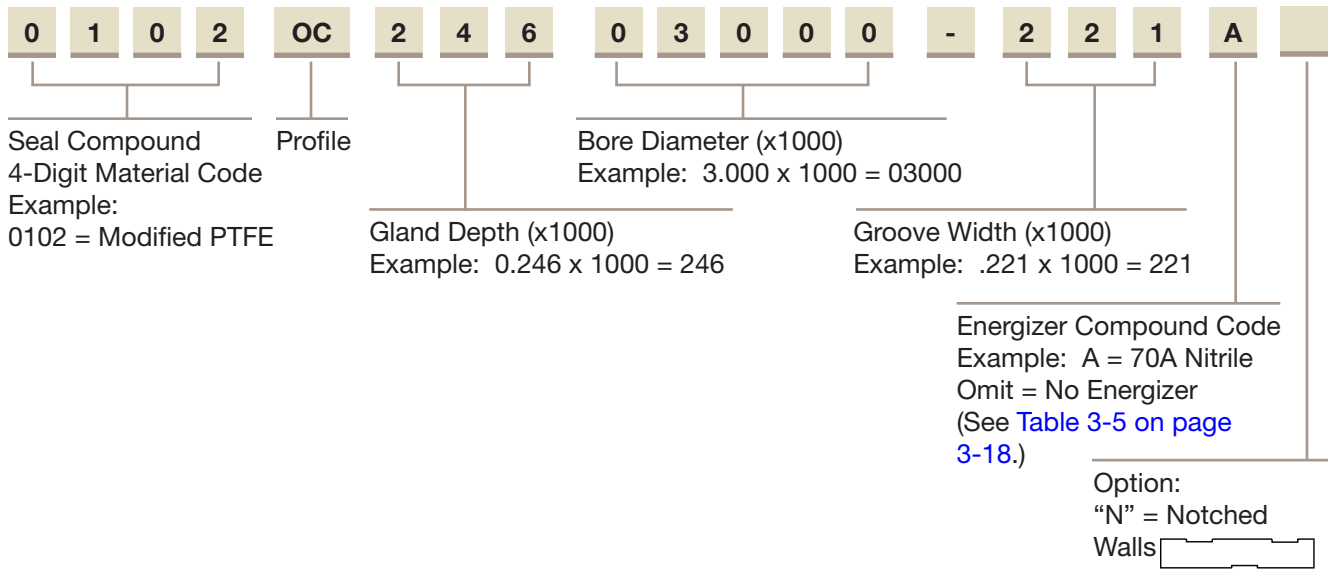 0 1 0 2 OC 2 4 6 0 3 0 0 0 - 2 2 1 A
Seal Compound
4-Digit Material Code
Example:
0102 = Modified PTFE
Profile
Gland Depth (x1000)
Example: 0.246 x 1000 = 246
Bore Diameter (x1000)
Example: 3.000 x 1000 = 03000
Groove Width (x1000)
Example: .221 x 1000 = 221
Energizer Compound Code
Example: A = 70A Nitrile
Omit = No Energizer
(See Table 3-5 on page
3-18.)
Option:
“N” = Notched
Walls